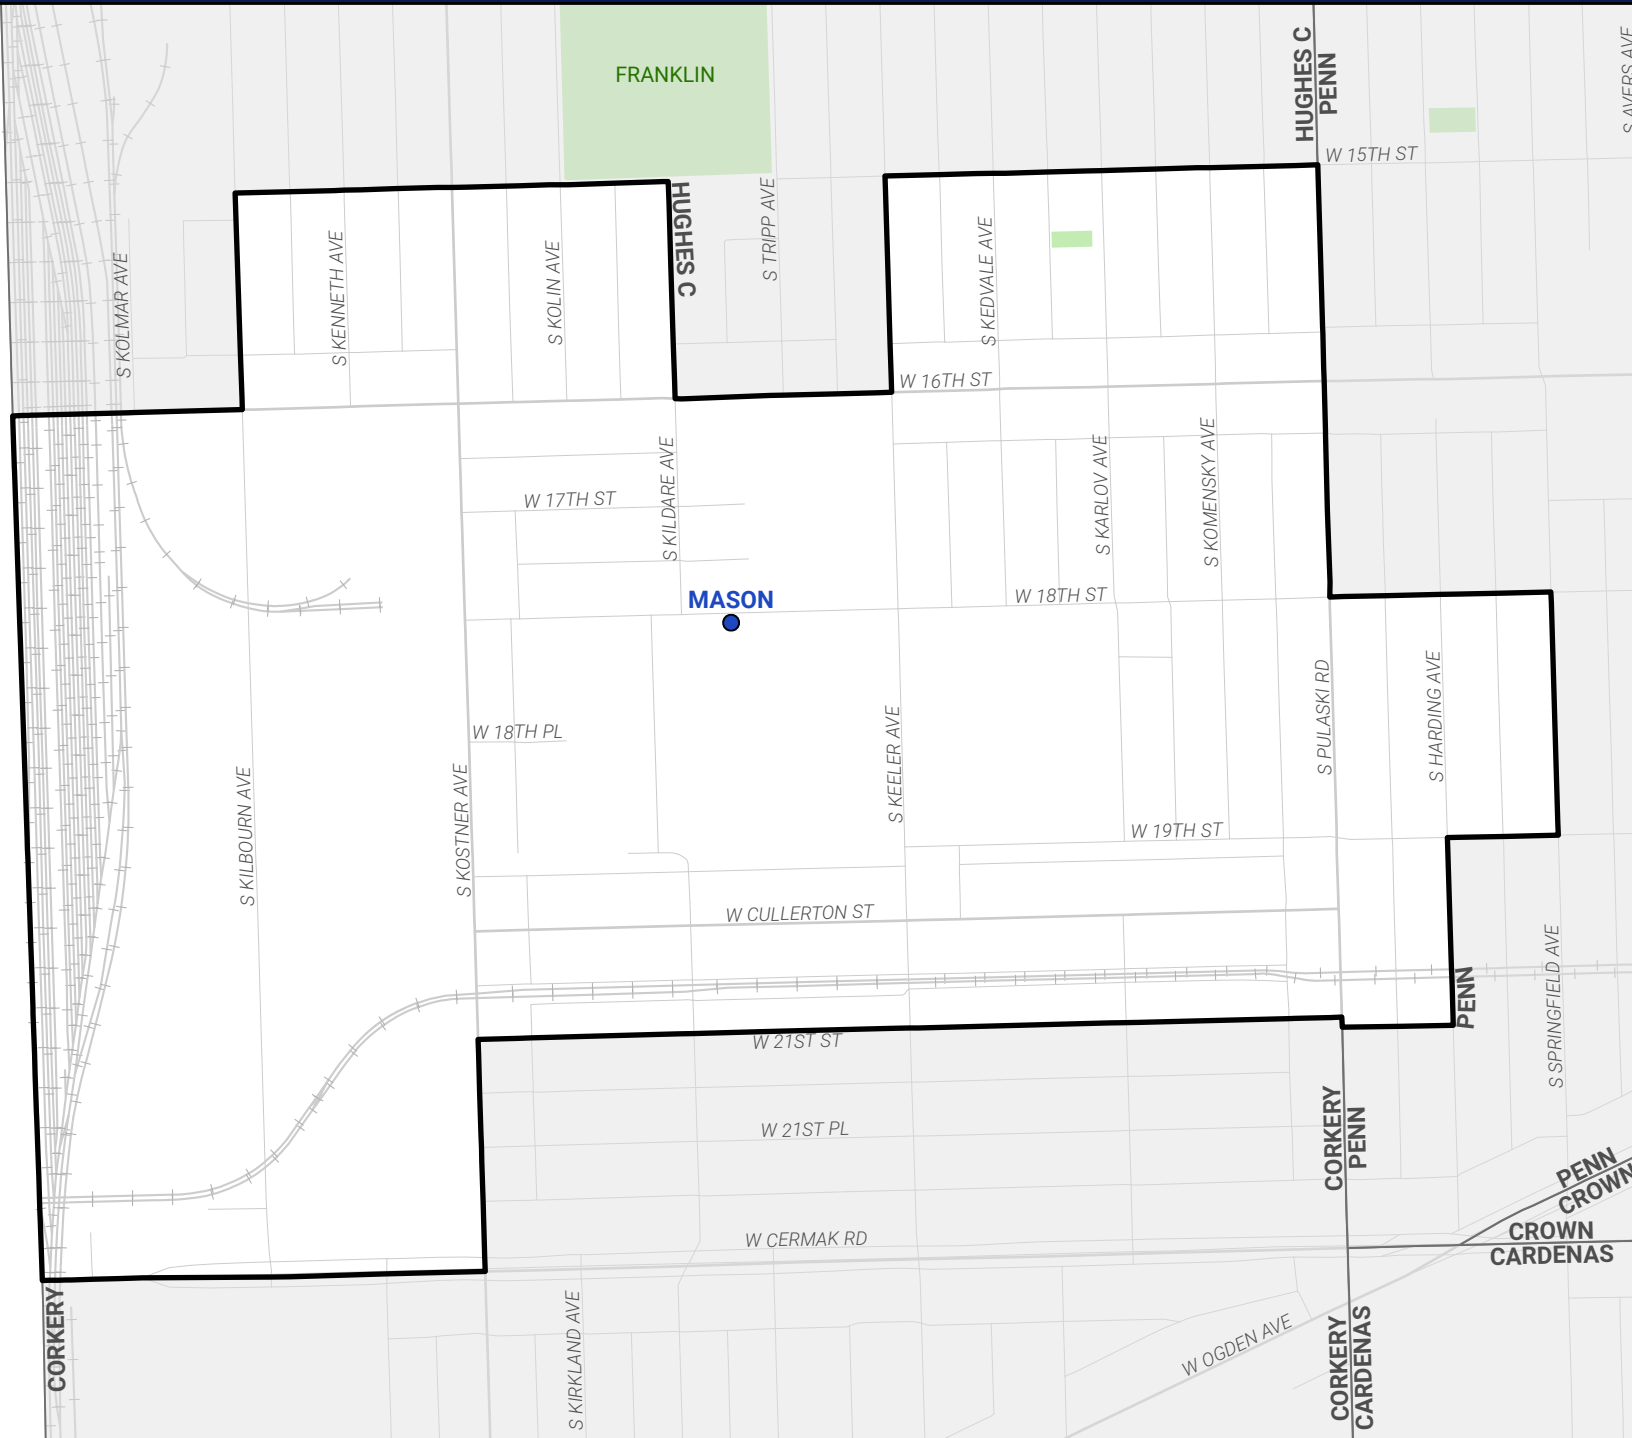 FRANKLIN
HUGHES C
PENN
S AVERS AVE
W 15TH ST
HUGHES C
S TRIPP AVE
S KOLMAR AVE
S KENNETH AVE
S KOLIN AVE
S KEDVALE AVE
W 16TH ST
S KILDARE AVE
W 17TH ST
S KARLOV AVE
S KOMENSKY AVE
MASON
W 18TH ST
S PULASKI RD
S HARDING AVE
W 18TH PL
S KEELER AVE
S KILBOURN AVE
S KOSTNER AVE
W 19TH ST
W CULLERTON ST
PENN
S SPRINGFIELD AVE
W 21ST ST
CORKERY
PENN
W 21ST PL
PENN
CROWN
W CERMAK RD
CROWN
CARDENAS
CORKERY
S KIRKLAND AVE
W OGDEN AVE
CORKERY
CARDENAS